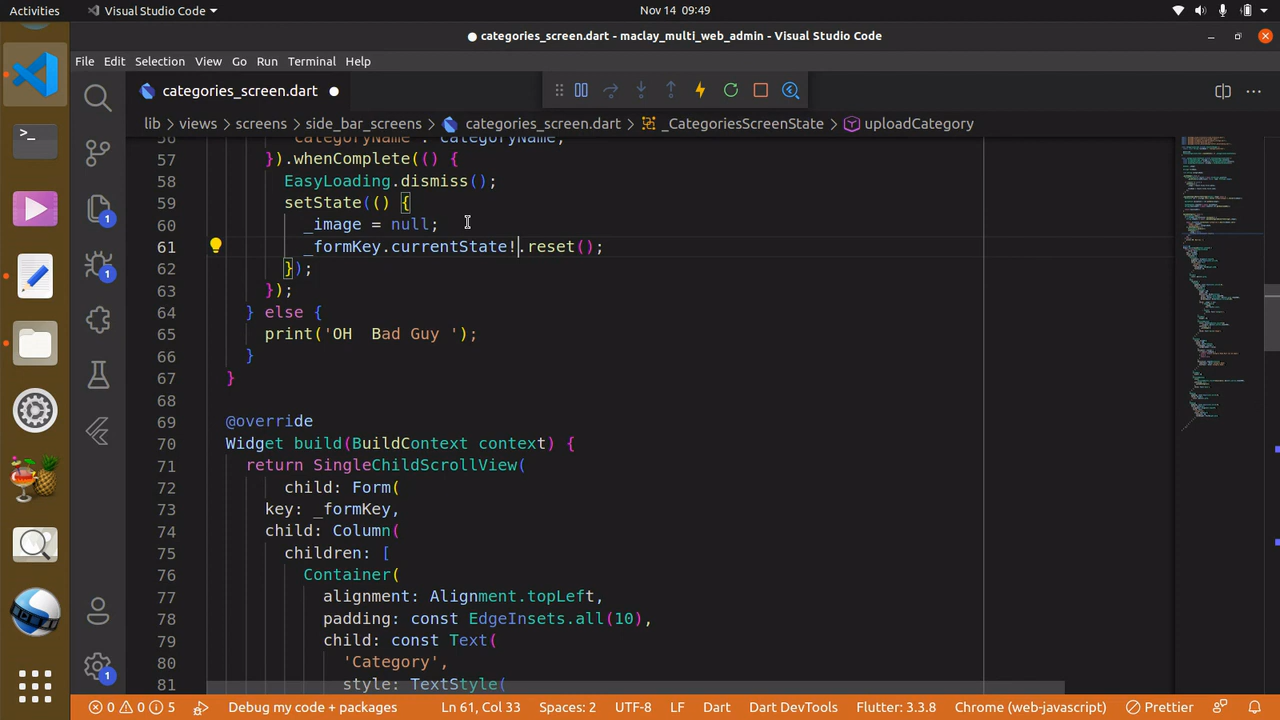 Activities
Visual Studio Code
Nov 14 09:49
categories_screen.dart - maclay_multi_web_admin - Visual Studio Code
File Edit Selection View Go Run Terminal Help
categories_screen.dart
lib > views > screens > side_bar_screens > categories_screen.dart > _CategoriesScreenState > uploadCategory
56 'categoryName' : categoryName,
57 }).whenComplete(() {
58 EasyLoading.dismiss();
59 setState(() {
60 _image = null;
61 _formKey.currentState!.reset();
62 });
63 });
64 } else {
65 print('OH  Bad Guy ');
66 }
67 }
68
69 @override
70 Widget build(BuildContext context) {
71 return SingleChildScrollView(
72 child: Form(
73 key: _formKey,
74 child: Column(
75 children: [
76 Container(
77 alignment: Alignment.topLeft,
78 padding: const EdgeInsets.all(10),
79 child: const Text(
80 'Category',
81 style: TextStyle(
1
1
1
0 0 5 Debug my code + packages Ln 61, Col 33 Spaces: 2 UTF-8 LF Dart Dart DevTools Flutter: 3.3.8 Chrome (web-javascript) Prettier